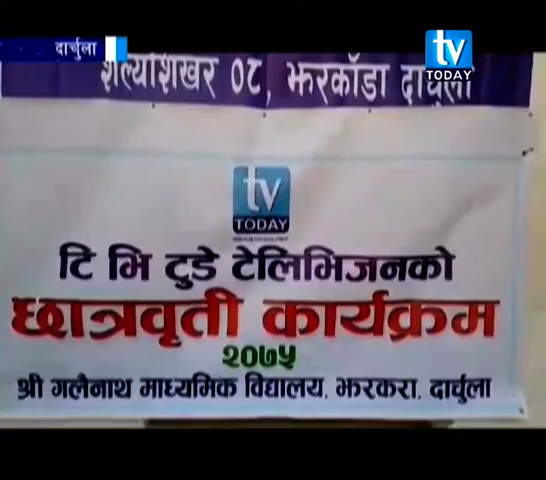 दार्चुला
tv
TODAY
शैल्यशिखर ०८, झरकाँडा दार्चुला
tv
TODAY
टि भि टुडे टेलिभिजनको
छात्रवृती कार्यक्रम
२०७५
श्री गलैनाथ माध्यमिक विद्यालय, झरकरा, दार्चुला